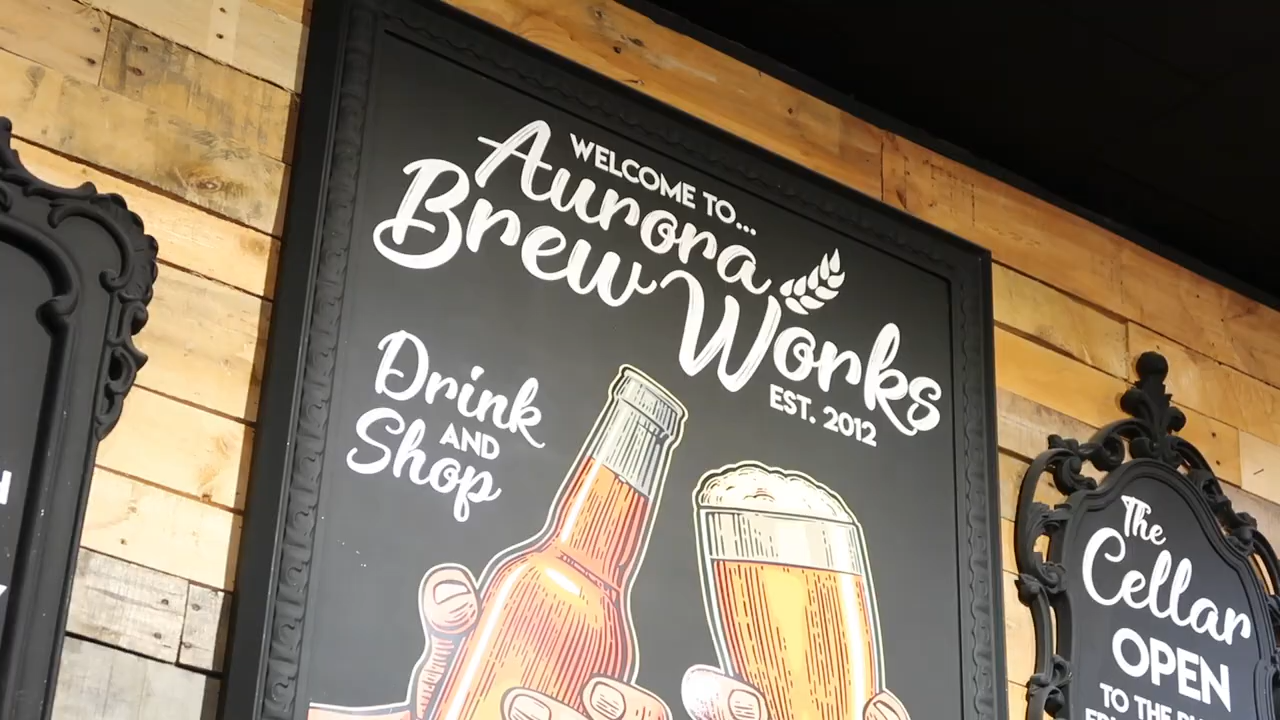 WELCOME TO...
Aurora
Brew Works
EST. 2012
Drink
AND
Shop
The
Cellar
OPEN
TO THE